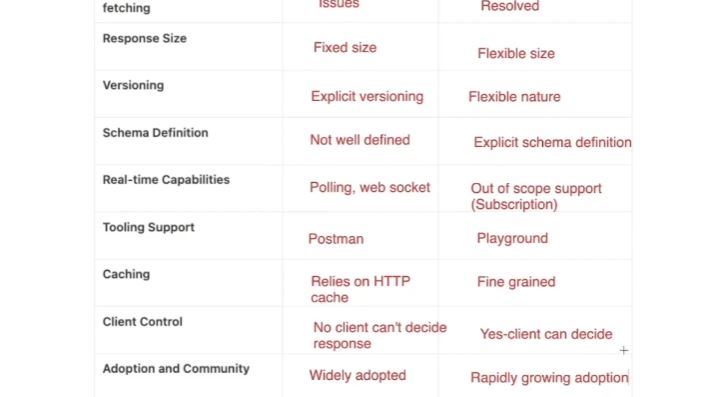 fetching
Issues
Resolved
Response Size
Fixed size
Flexible size
Versioning
Explicit versioning
Flexible nature
Schema Definition
Not well defined
Explicit schema definition
Real-time Capabilities
Polling, web socket
Out of scope support
(Subscription)
Tooling Support
Postman
Playground
Caching
Relies on HTTP
cache
Fine grained
Client Control
No client can't decide
response
Yes-client can decide
Adoption and Community
Widely adopted
Rapidly growing adoption